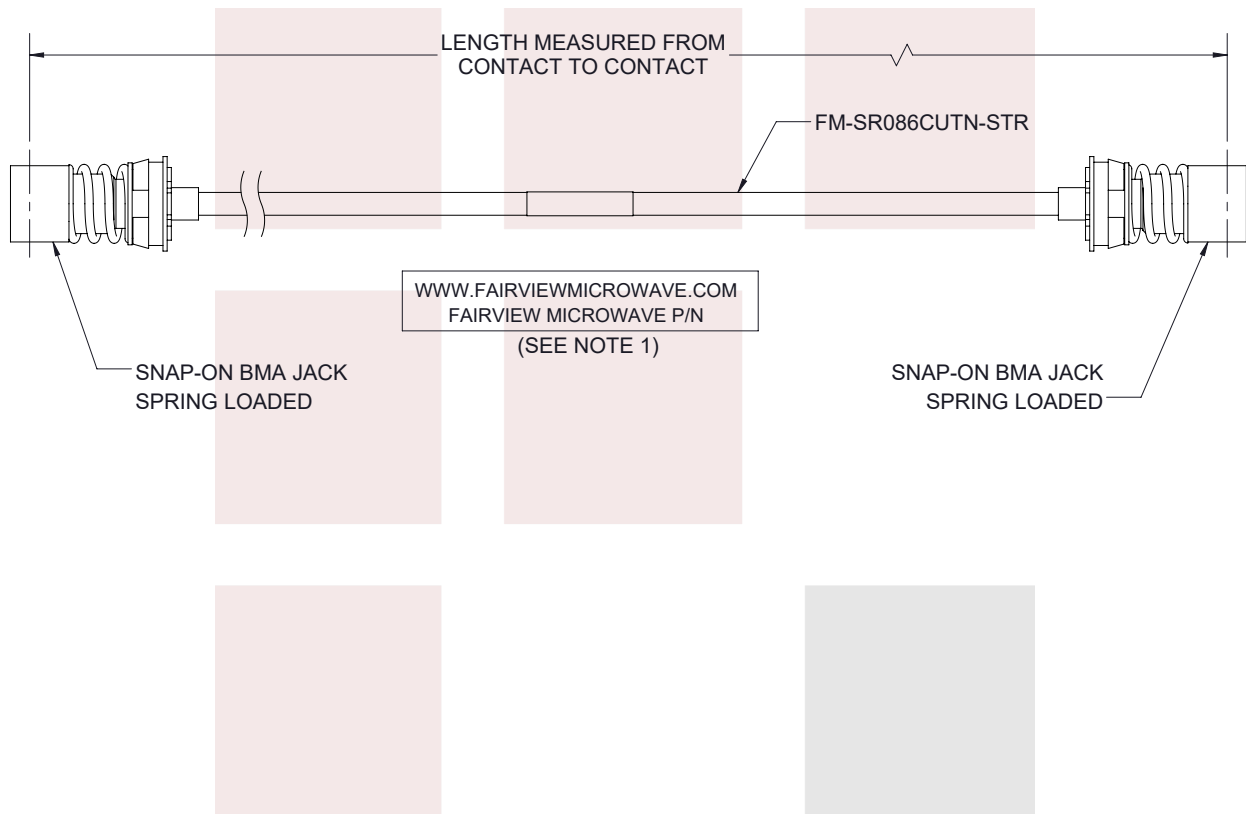 LENGTH MEASURED FROM
CONTACT TO CONTACT
FM-SR086CUTN-STR
WWW.FAIRVIEWMICROWAVE.COM
FAIRVIEW MICROWAVE P/N
(SEE NOTE 1)
SNAP-ON BMA JACK
SPRING LOADED
SNAP-ON BMA JACK
SPRING LOADED